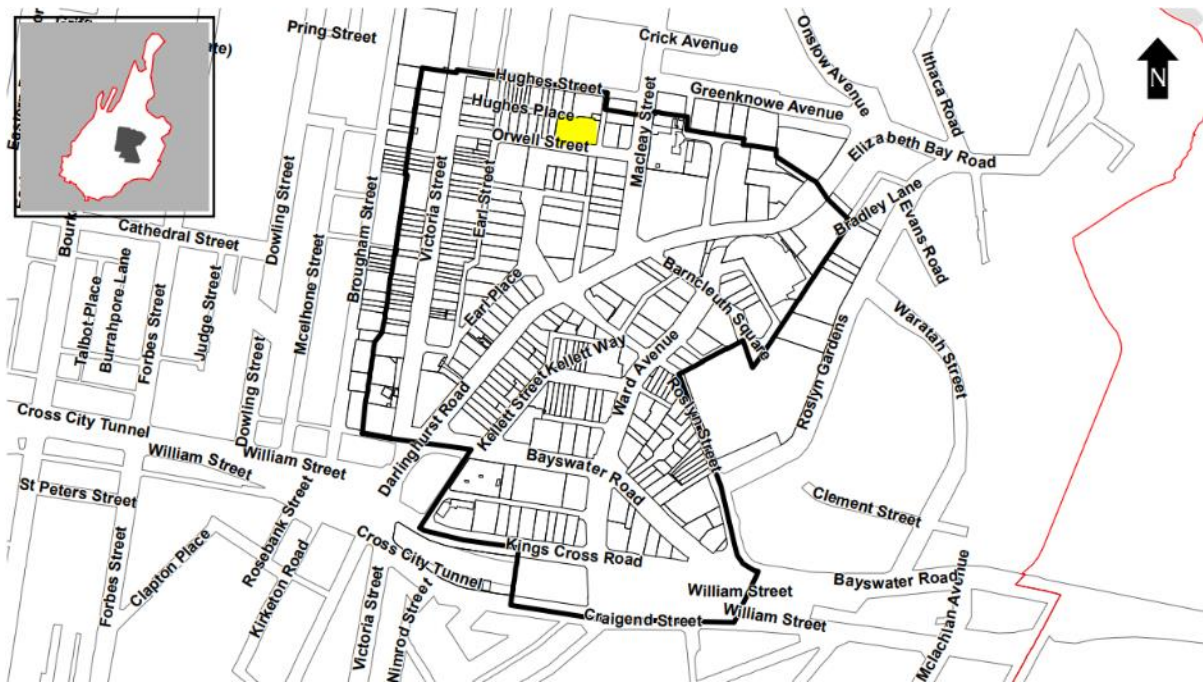 Pring Street
Crick Avenue
Onslow Avenue
Ithaca Road
N
Hughes Street
Greenknowe Avenue
Hughes Place
Macleay Street
Orwell Street
Elizabeth Bay Road
Bradley Lane
Evans Road
Cathedral Street
Dowling Street
Brougham Street
Victoria Street
Earl Street
Talbot Place
Burrahpore Lane
Forbes Street
Judge Street
Mcelhone Street
Earl Place
Barncleuth Square
Waratah Street
Roslyn Gardens
Kellett Way
Ward Avenue
Dowling Street
Darlinghurst Road
Kellett Street
Roslyn Street
Cross City Tunnel
William Street
William Street
Bayswater Road
St Peters Street
Rosebank Street
Clement Street
Forbes Street
Clapton Place
Kirketon Road
Cross City Tunnel
Kings Cross Road
Victoria Street
Nimrod Street
William Street
Bayswater Road
Craigend Street
William Street
Mclachlan Avenue